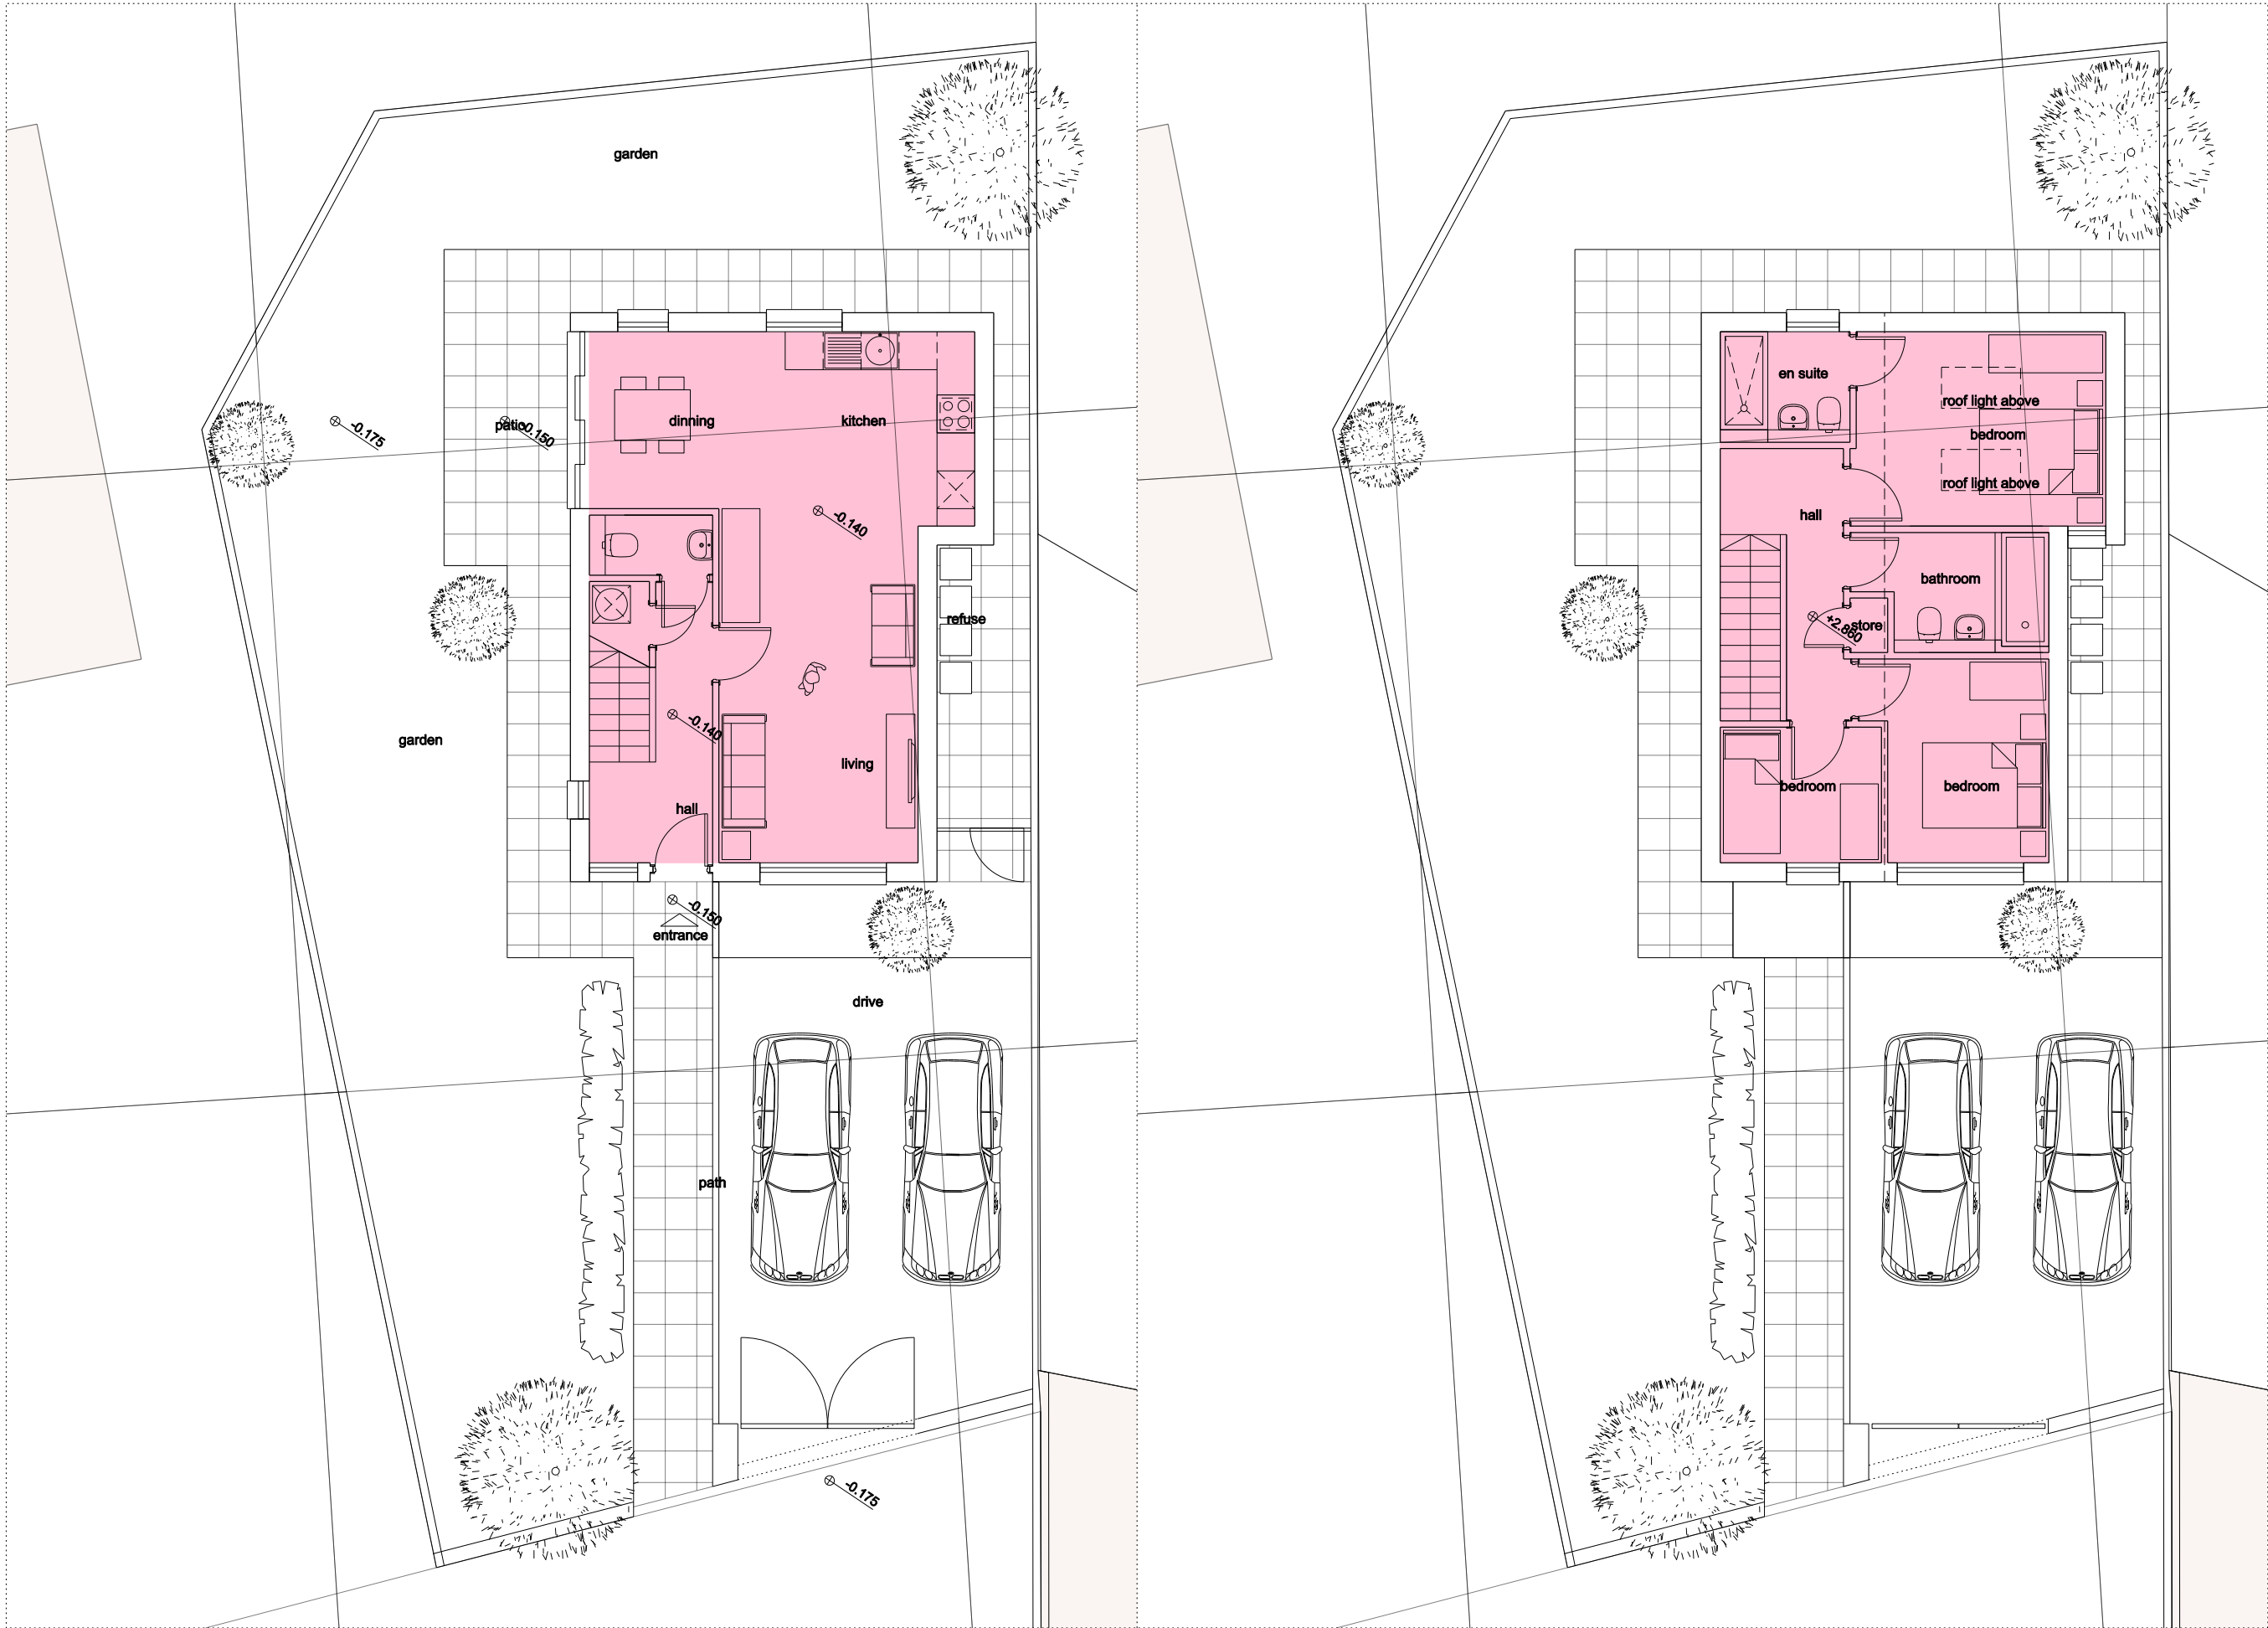 garden
dinning
kitchen
patio
-0.150
-0.175
-0.140
refuse
-0.140
garden
living
hall
-0.150
entrance
drive
path
-0.175
en suite
roof light above
bedroom
roof light above
hall
bathroom
+2.860
store
bedroom
bedroom